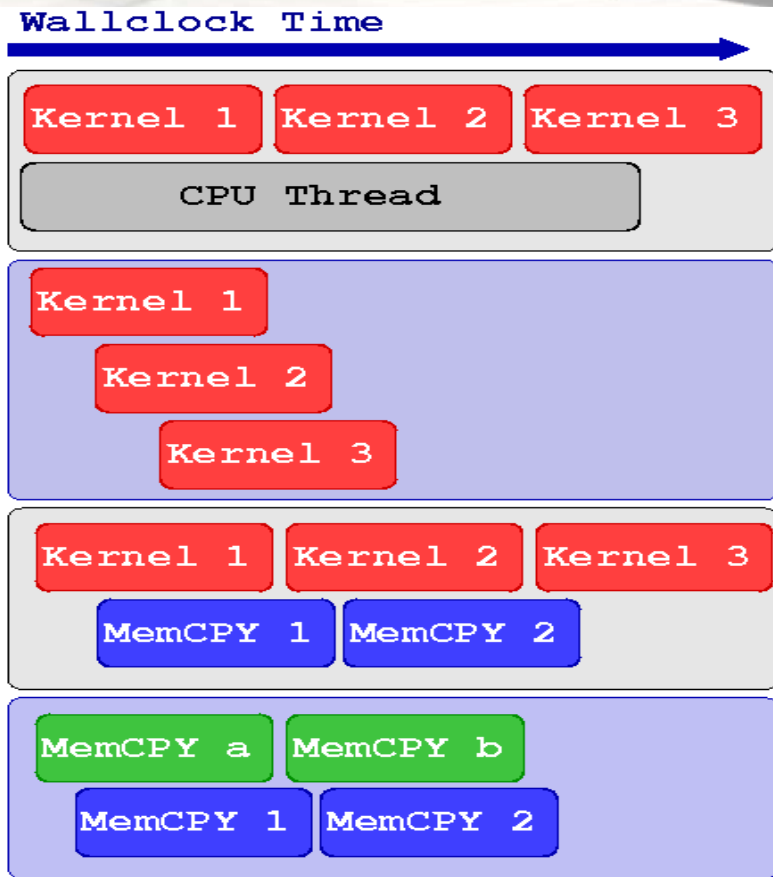 Wallclock Time
Kernel 1 Kernel 2 Kernel 3
CPU Thread
Kernel 1
Kernel 2
Kernel 3
Kernel 1 Kernel 2 Kernel 3
MemCPY 1 MemCPY 2
MemCPY a MemCPY b
MemCPY 1 MemCPY 2